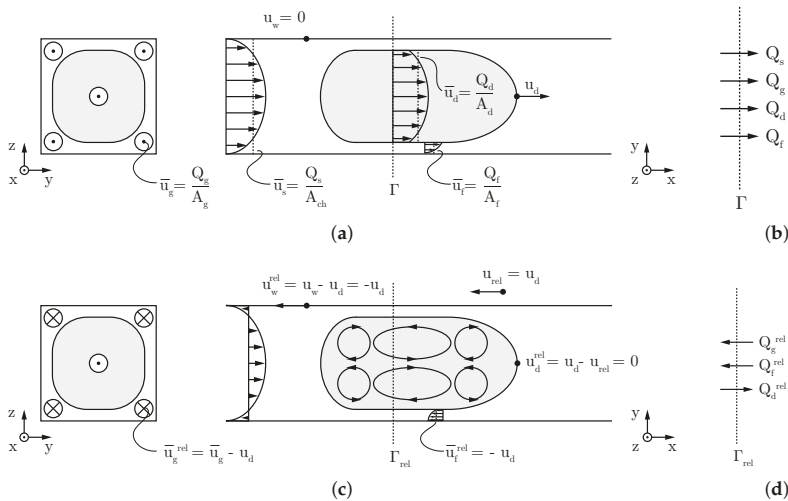 u_w = 0
u_d
ū_d = Q_d/A_d
z
x
y
ū_g = Q_g/A_g
ū_s = Q_s/A_ch
Γ
ū_f = Q_f/A_f
(a)
y
z
x
Q_s
Q_g
Q_d
Q_f
Γ
(b)
u_w^rel = u_w - u_d = -u_d
u_rel = u_d
u_d^rel = u_d - u_rel = 0
z
x
y
ū_g^rel = ū_g - u_d
Γ_rel
ū_f^rel = - u_d
(c)
y
z
x
Q_g^rel
Q_f^rel
Q_d^rel
Γ_rel
(d)